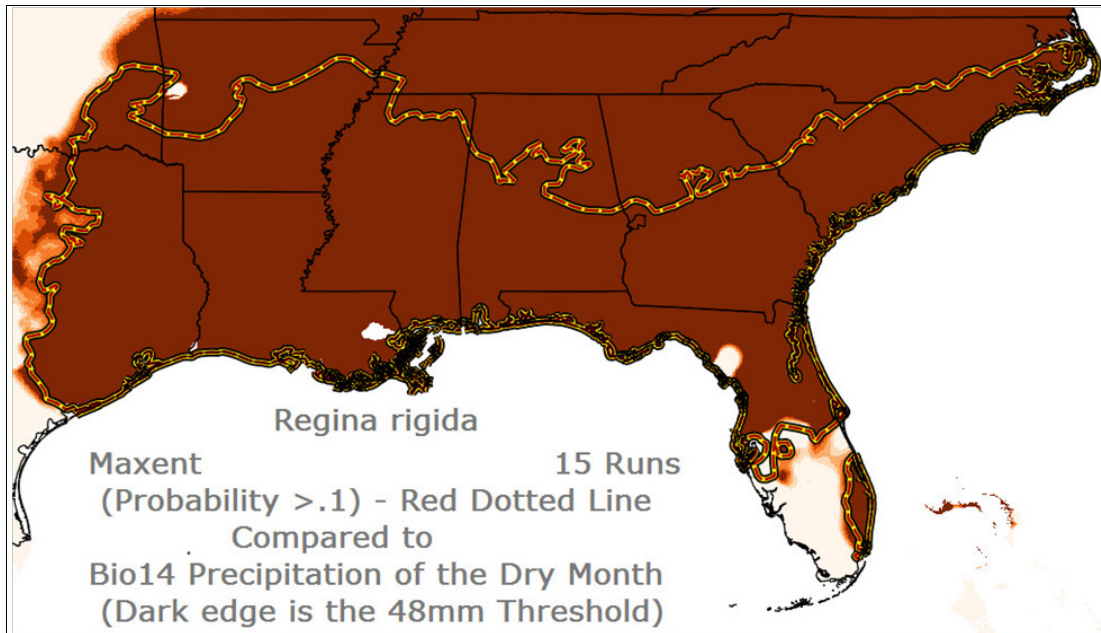 Regina rigida
Maxent 15 Runs
(Probability >.1) - Red Dotted Line
Compared to
Bio14 Precipitation of the Dry Month
(Dark edge is the 48mm Threshold)